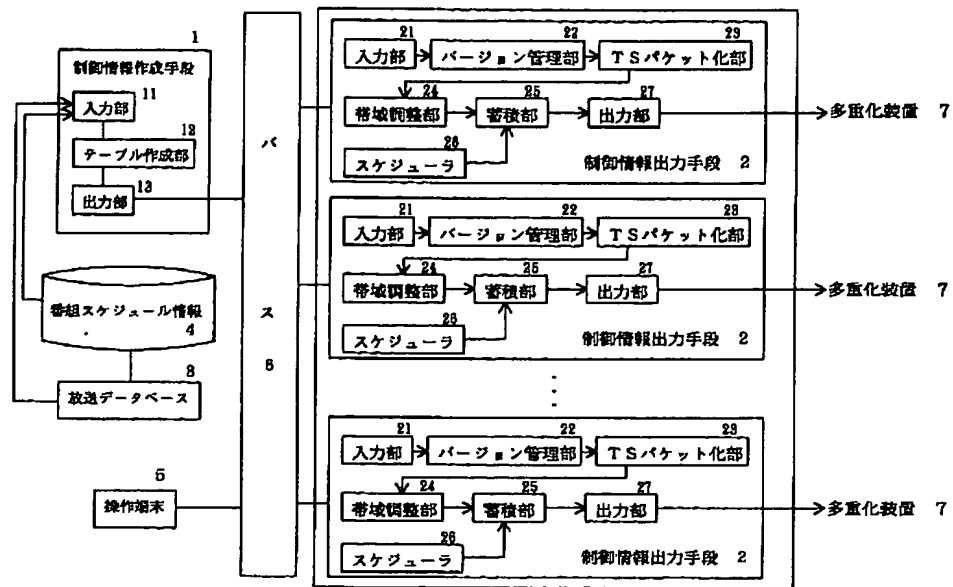 1
制御情報作成手段
11
入力部
12
テーブル作成部
13
出力部
番組スケジュール情報
4
3
放送データベース
5
操作端末
バス
6
21
入力部
22
バージョン管理部
23
TSパケット化部
24
帯域調整部
25
蓄積部
27
出力部
26
スケジューラ
制御情報出力手段 2
多重化装置 7
21
入力部
22
バージョン管理部
23
TSパケット化部
24
帯域調整部
25
蓄積部
27
出力部
26
スケジューラ
制御情報出力手段 2
多重化装置 7
21
入力部
22
バージョン管理部
23
TSパケット化部
24
帯域調整部
25
蓄積部
27
出力部
26
スケジューラ
制御情報出力手段 2
多重化装置 7